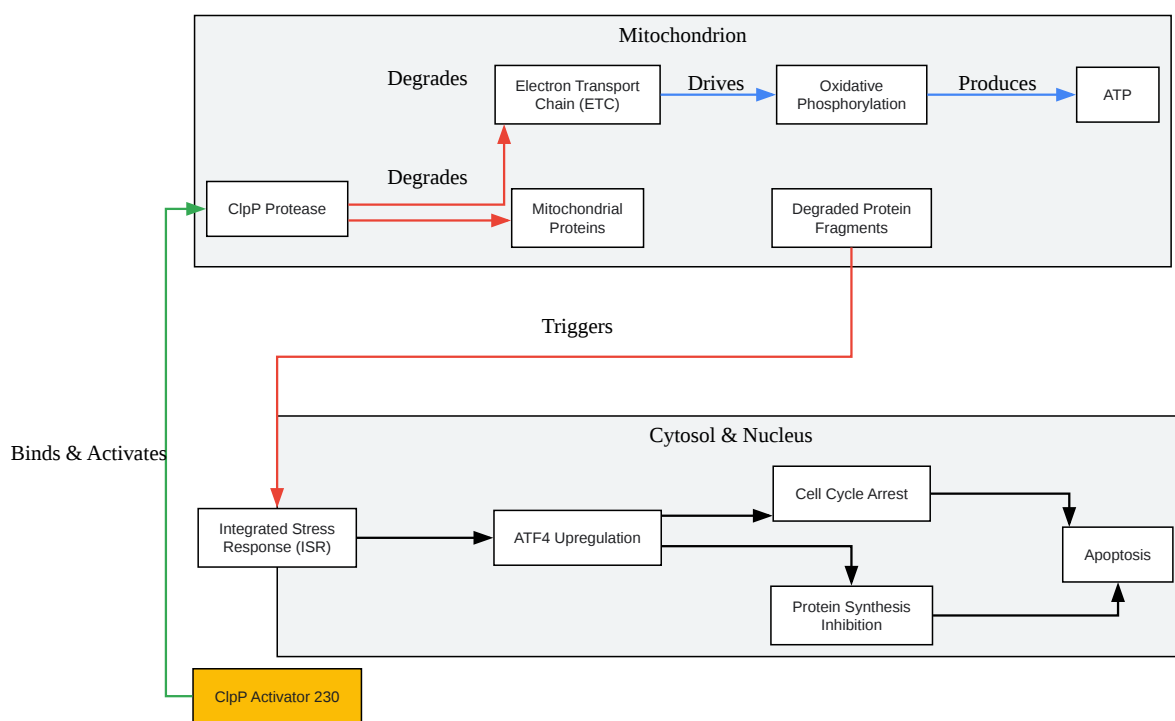 Mitochondrion
Degrades
Electron Transport
Chain (ETC)
Drives
Oxidative
Phosphorylation
Produces
ATP
Degrades
ClpP Protease
Mitochondrial
Proteins
Degraded Protein
Fragments
Triggers
Binds & Activates
Cytosol & Nucleus
Integrated Stress
Response (ISR)
ATF4 Upregulation
Cell Cycle Arrest
Protein Synthesis
Inhibition
Apoptosis
ClpP Activator 230